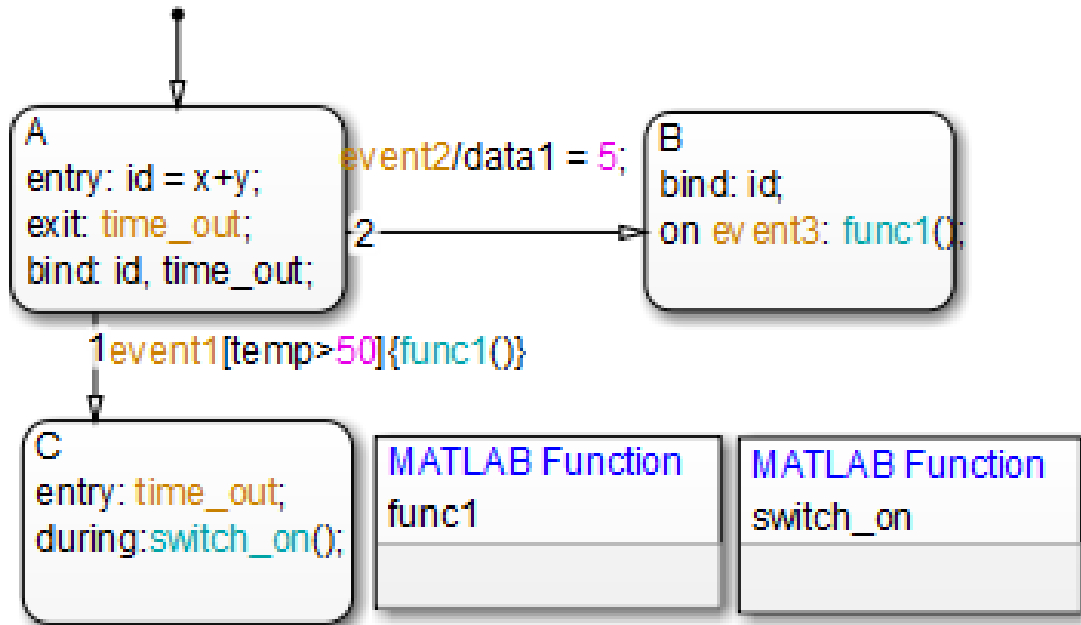 A
entry: id = x+y;
exit: time_out;
bind: id, time_out;
event2/data1 = 5;
2
B
bind: id;
on event3: func1();
1event1[temp>50]{func1()}
C
entry: time_out;
during:switch_on();
MATLAB Function
func1
MATLAB Function
switch_on